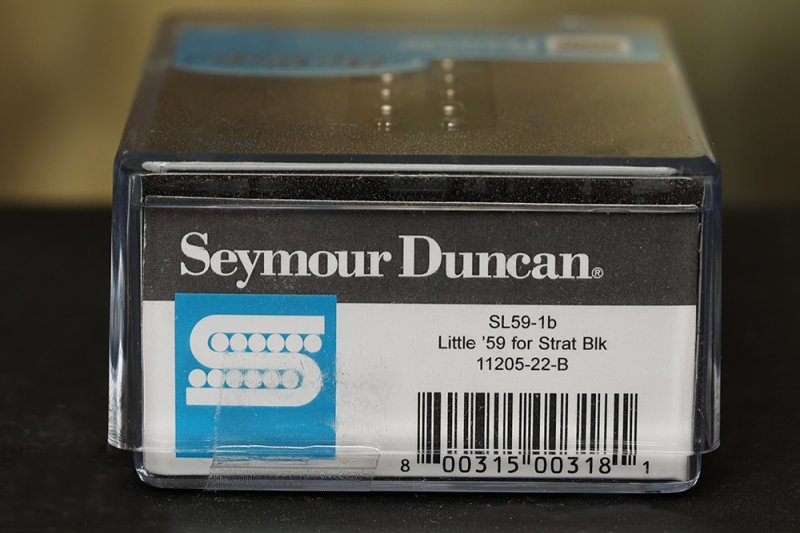 Seymour Duncan®
SL59-1b
Little '59 for Strat Blk
11205-22-B
8 00315 00318 1